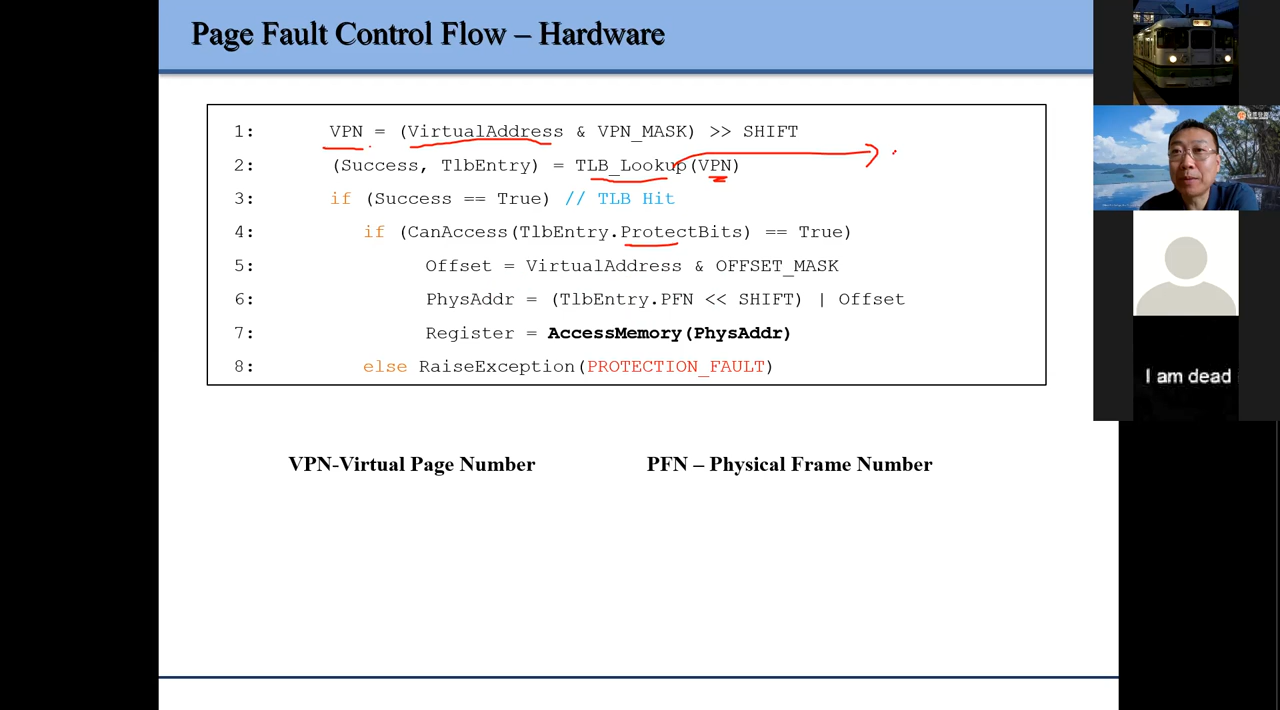 Page Fault Control Flow – Hardware
1: VPN = (VirtualAddress & VPN_MASK) >> SHIFT
2: (Success, TlbEntry) = TLB_Lookup(VPN)
3: if (Success == True) // TLB Hit
4: if (CanAccess(TlbEntry.ProtectBits) == True)
5: Offset = VirtualAddress & OFFSET_MASK
6: PhysAddr = (TlbEntry.PFN << SHIFT) | Offset
7: Register = AccessMemory(PhysAddr)
8: else RaiseException(PROTECTION_FAULT)
VPN-Virtual Page Number
PFN – Physical Frame Number
I am dead